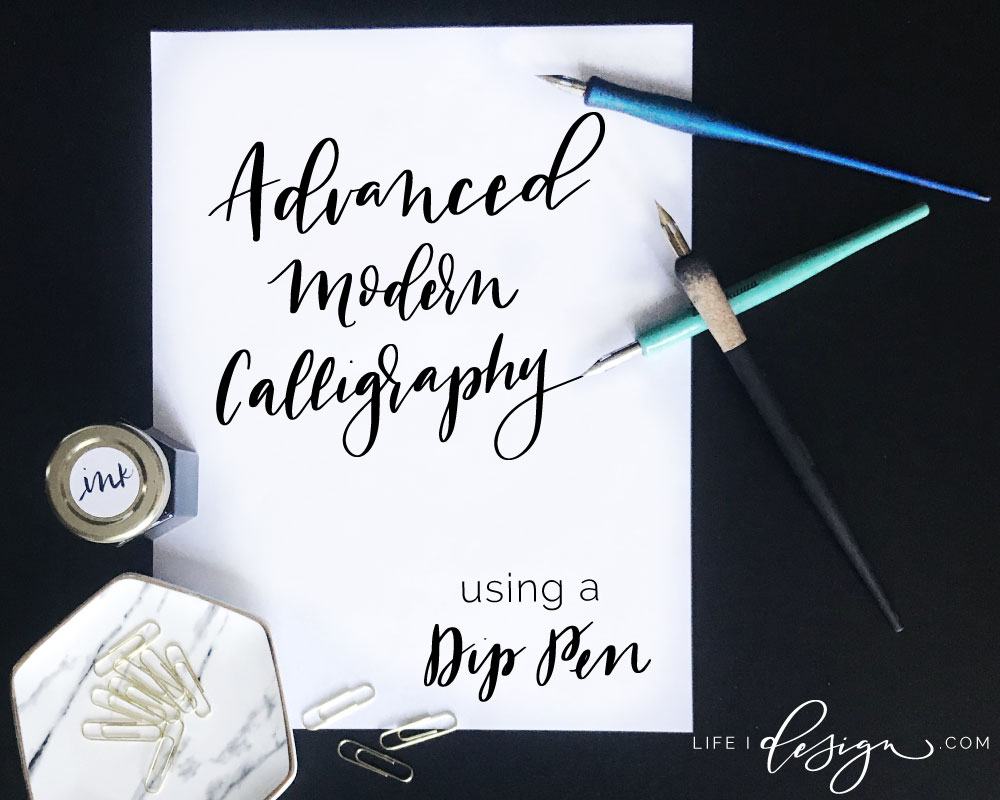 Advanced
Modern
Calligraphy
ink
using a
Dip Pen
LIFE I design.COM